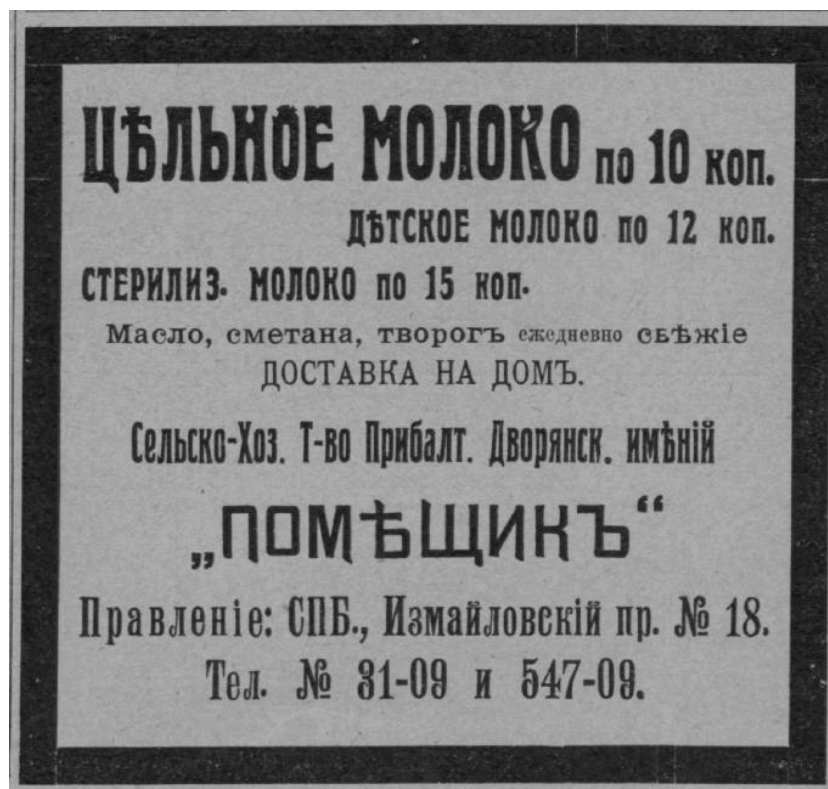 ЦѢЛЬНОЕ МОЛОКО по 10 коп.
ДѢТСКОЕ МОЛОКО по 12 коп.
СТЕРИЛИЗ. МОЛОКО по 15 коп.
Масло, сметана, творогъ ежедневно свѣжіе
ДОСТАВКА НА ДОМЪ.
Сельско-Хоз. Т-во Прибалт. Дворянск. имѣній
„ПОМѢЩИКЪ“
Правленіе: СПБ., Измайловскій пр. № 18.
Тел. № 31-09 и 547-09.